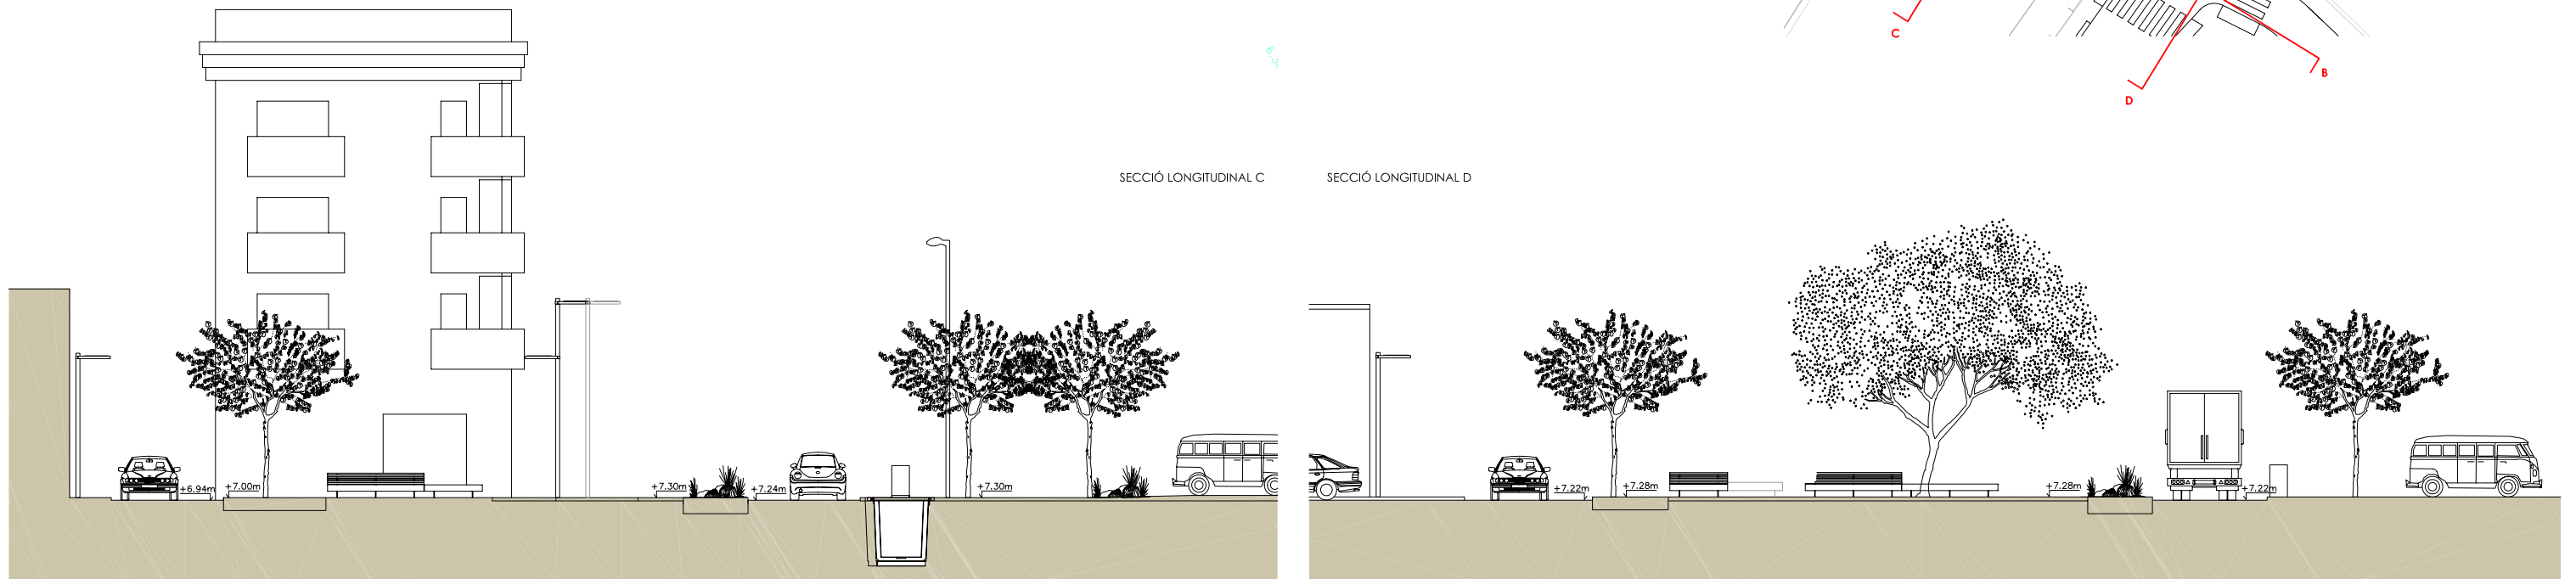 C
B
D
SECCIÓ LONGITUDINAL C
SECCIÓ LONGITUDINAL D
+6.94m
+7.00m
+7.30m
+7.24m
+7.30m
+7.22m
+7.28m
+7.28m
+7.22m